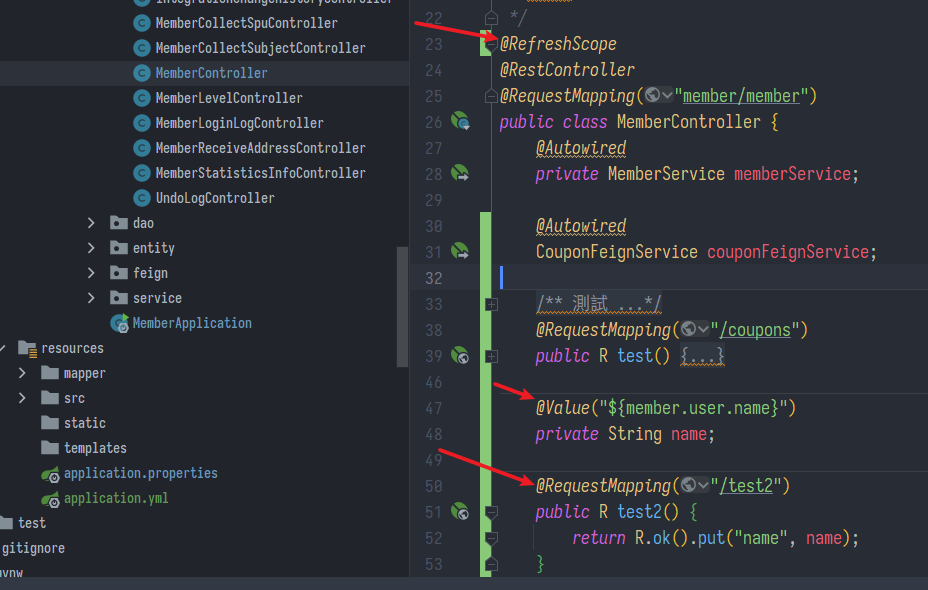 IntegrationChangeHistoryController
MemberCollectSpuController
MemberCollectSubjectController
MemberController
MemberLevelController
MemberLoginLogController
MemberReceiveAddressController
MemberStatisticsInfoController
UndoLogController
dao
entity
feign
service
MemberApplication
resources
mapper
src
static
templates
application.properties
application.yml
test
gitignore
mvnw
22 */
23 @RefreshScope
24 @RestController
25 @RequestMapping("member/member")
26 public class MemberController {
27 @Autowired
28 private MemberService memberService;
29
30 @Autowired
31 CouponFeignService couponFeignService;
32
33 /** 測試 ...*/
38 @RequestMapping("/coupons")
39 public R test() {...}
46
47 @Value("${member.user.name}")
48 private String name;
49
50 @RequestMapping("/test2")
51 public R test2() {
52 return R.ok().put("name", name);
53 }